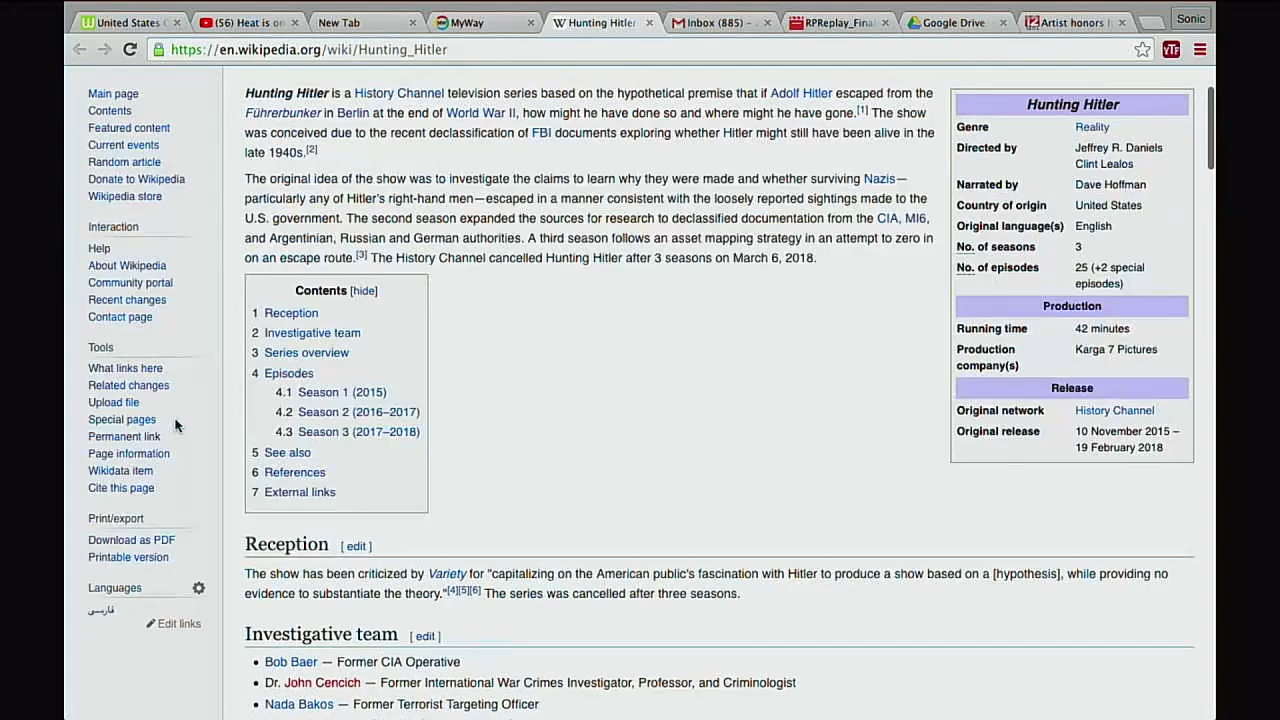 United States
(56) Heat is on
New Tab
MyWay
Hunting Hitler
Inbox (885) –
RPReplay_Final
Google Drive
Artist honors
Sonic
https://en.wikipedia.org/wiki/Hunting_Hitler
YTF
Main page
Contents
Featured content
Current events
Random article
Donate to Wikipedia
Wikipedia store
Interaction
Help
About Wikipedia
Community portal
Recent changes
Contact page
Tools
What links here
Related changes
Upload file
Special pages
Permanent link
Page information
Wikidata item
Cite this page
Print/export
Download as PDF
Printable version
Languages
فارسی
Edit links
Hunting Hitler is a History Channel television series based on the hypothetical premise that if Adolf Hitler escaped from the
Führerbunker in Berlin at the end of World War II, how might he have done so and where might he have gone.[1] The show
was conceived due to the recent declassification of FBI documents exploring whether Hitler might still have been alive in the
late 1940s.[2]
The original idea of the show was to investigate the claims to learn why they were made and whether surviving Nazis—
particularly any of Hitler's right-hand men—escaped in a manner consistent with the loosely reported sightings made to the
U.S. government. The second season expanded the sources for research to declassified documentation from the CIA, MI6,
and Argentinian, Russian and German authorities. A third season follows an asset mapping strategy in an attempt to zero in
on an escape route.[3] The History Channel cancelled Hunting Hitler after 3 seasons on March 6, 2018.
Contents [hide]
1 Reception
2 Investigative team
3 Series overview
4 Episodes
4.1 Season 1 (2015)
4.2 Season 2 (2016–2017)
4.3 Season 3 (2017–2018)
5 See also
6 References
7 External links
Hunting Hitler
Genre Reality
Directed by Jeffrey R. Daniels
Clint Lealos
Narrated by Dave Hoffman
Country of origin United States
Original language(s) English
No. of seasons 3
No. of episodes 25 (+2 special
episodes)
Production
Running time 42 minutes
Production Karga 7 Pictures
company(s)
Release
Original network History Channel
Original release 10 November 2015 –
19 February 2018
Reception [ edit ]
The show has been criticized by Variety for "capitalizing on the American public's fascination with Hitler to produce a show based on a [hypothesis], while providing no
evidence to substantiate the theory."[4][5][6] The series was cancelled after three seasons.
Investigative team [ edit ]
• Bob Baer — Former CIA Operative
• Dr. John Cencich — Former International War Crimes Investigator, Professor, and Criminologist
• Nada Bakos — Former Terrorist Targeting Officer